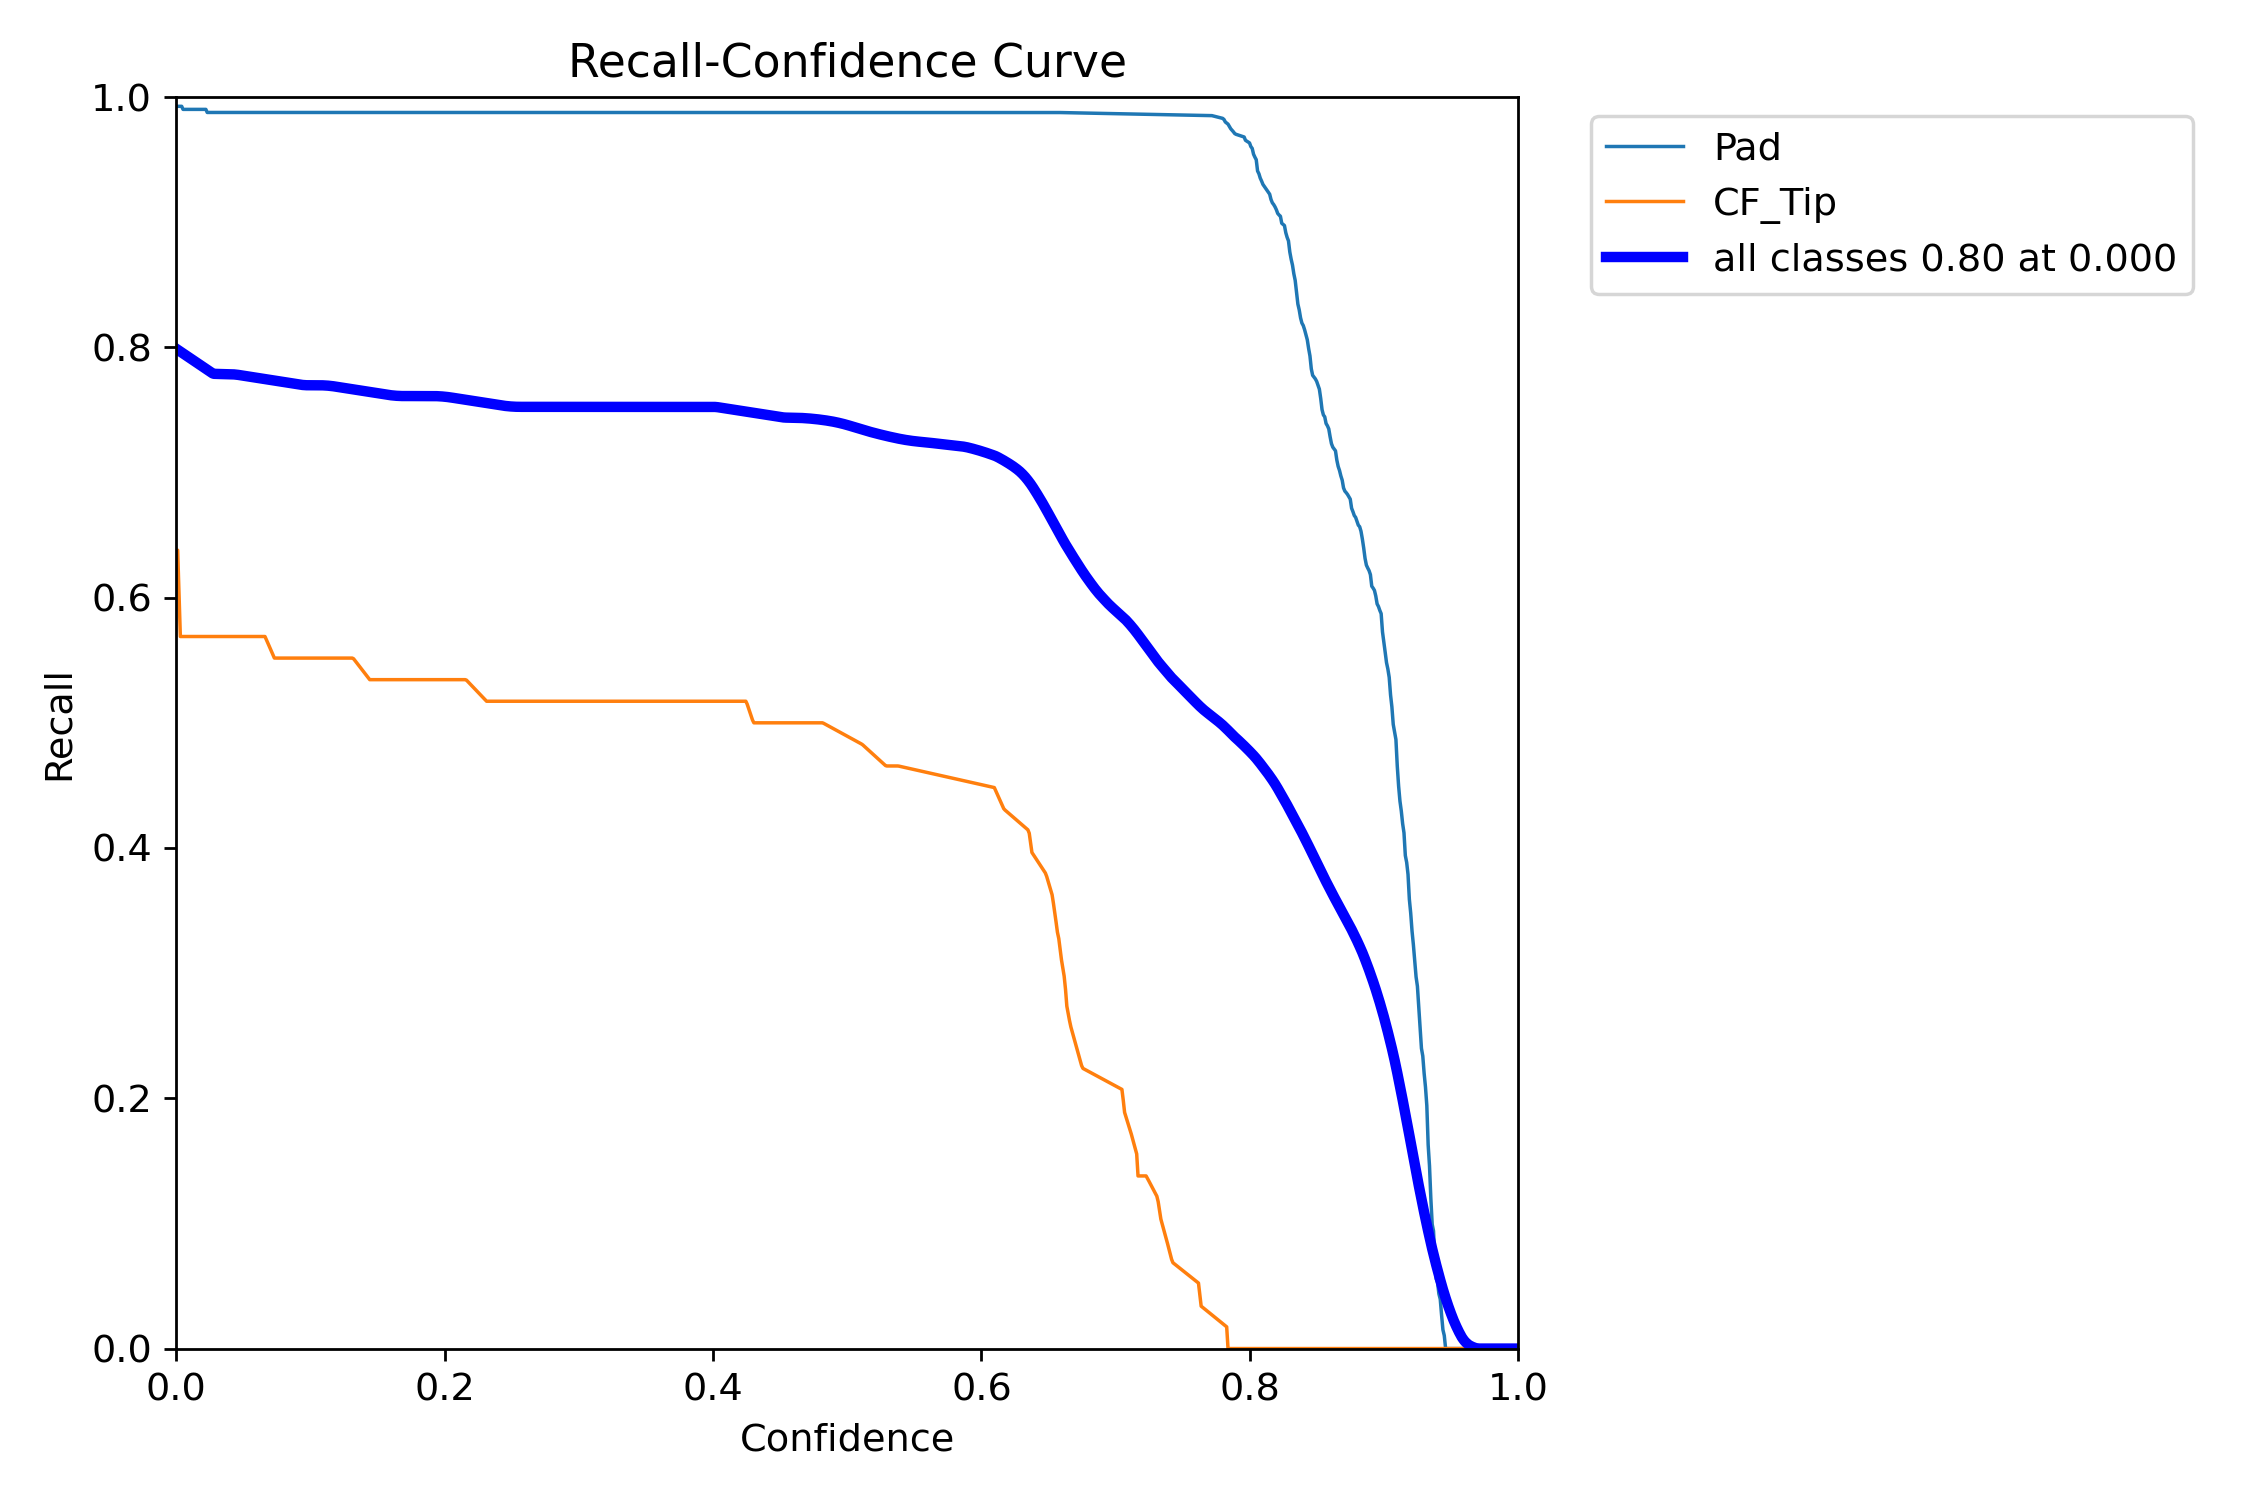 Recall-Confidence Curve
1.0
0.8
0.6
0.4
0.2
0.0
Recall
0.0 0.2 0.4 0.6 0.8 1.0
Confidence
Pad
CF_Tip
all classes 0.80 at 0.000